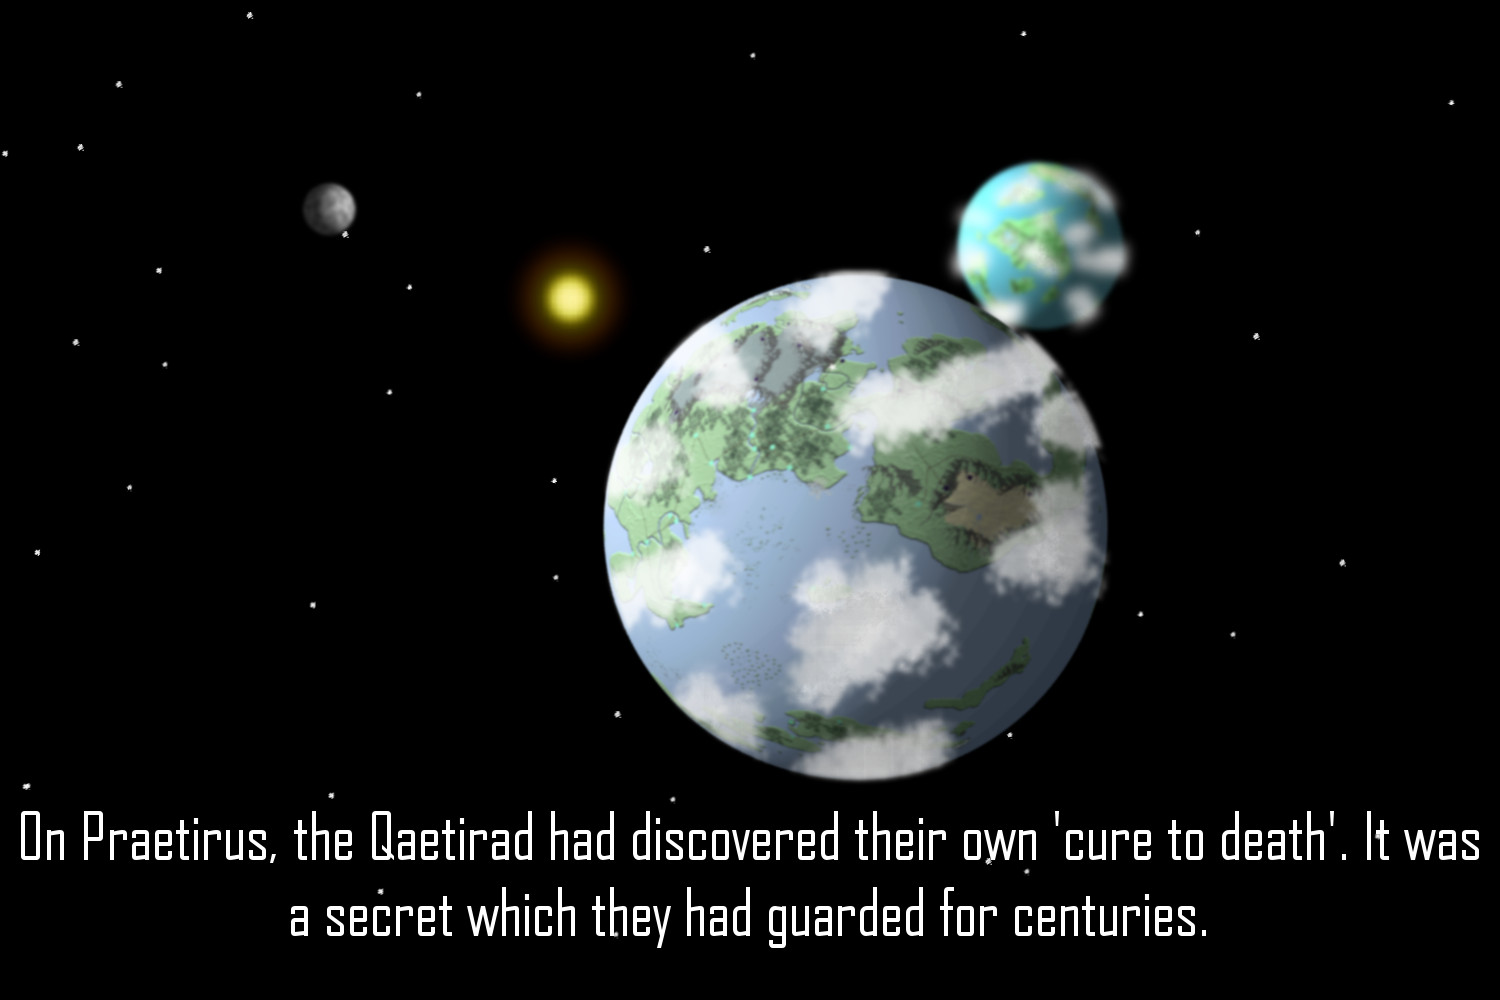 On Praetirus, the Qaetirad had discovered their own 'cure to death'. It was
a secret which they had guarded for centuries.